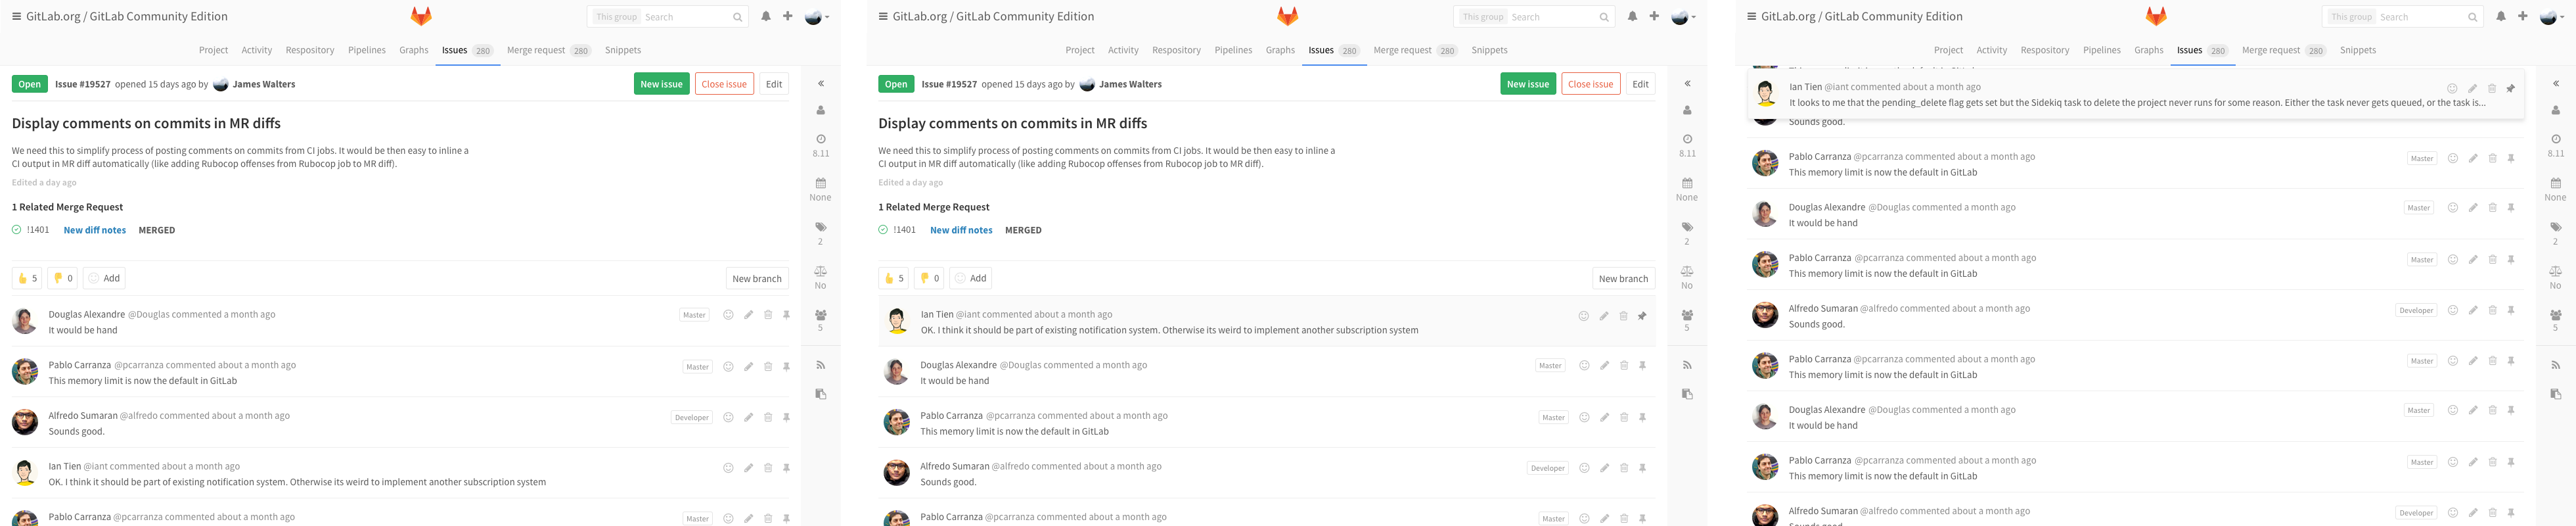 GitLab.org / GitLab Community Edition
This group Search
Project Activity Respository Pipelines Graphs Issues 280 Merge request 280 Snippets
Open Issue #19527 opened 15 days ago by James Walters New issue Close issue Edit
Display comments on commits in MR diffs
We need this to simplify process of posting comments on commits from CI jobs. It would be then easy to inline a
CI output in MR diff automatically (like adding Rubocop offenses from Rubocop job to MR diff).
Edited a day ago
1 Related Merge Request
!1401 New diff notes MERGED
5 0 Add New branch
Douglas Alexandre @Douglas commented about a month ago Master
It would be hand
Pablo Carranza @pcarranza commented about a month ago Master
This memory limit is now the default in GitLab
Alfredo Sumaran @alfredo commented about a month ago Developer
Sounds good.
Ian Tien @iant commented about a month ago
OK. I think it should be part of existing notification system. Otherwise its weird to implement another subscription system
Pablo Carranza @pcarranza commented about a month ago Master
8.11
None
2
No
5
GitLab.org / GitLab Community Edition
This group Search
Project Activity Respository Pipelines Graphs Issues 280 Merge request 280 Snippets
Open Issue #19527 opened 15 days ago by James Walters New issue Close issue Edit
Display comments on commits in MR diffs
We need this to simplify process of posting comments on commits from CI jobs. It would be then easy to inline a
CI output in MR diff automatically (like adding Rubocop offenses from Rubocop job to MR diff).
Edited a day ago
1 Related Merge Request
!1401 New diff notes MERGED
5 0 Add New branch
Ian Tien @iant commented about a month ago
OK. I think it should be part of existing notification system. Otherwise its weird to implement another subscription system
Douglas Alexandre @Douglas commented about a month ago Master
It would be hand
Pablo Carranza @pcarranza commented about a month ago Master
This memory limit is now the default in GitLab
Alfredo Sumaran @alfredo commented about a month ago Developer
Sounds good.
Pablo Carranza @pcarranza commented about a month ago Master
8.11
None
2
No
5
GitLab.org / GitLab Community Edition
This group Search
Project Activity Respository Pipelines Graphs Issues 280 Merge request 280 Snippets
Ian Tien @iant commented about a month ago
It looks to me that the pending_delete flag gets set but the Sidekiq task to delete the project never runs for some reason. Either the task never gets queued, or the task is...
Sounds good.
Pablo Carranza @pcarranza commented about a month ago Master
This memory limit is now the default in GitLab
Douglas Alexandre @Douglas commented about a month ago Master
It would be hand
Pablo Carranza @pcarranza commented about a month ago Master
This memory limit is now the default in GitLab
Alfredo Sumaran @alfredo commented about a month ago Developer
Sounds good.
Pablo Carranza @pcarranza commented about a month ago Master
This memory limit is now the default in GitLab
Douglas Alexandre @Douglas commented about a month ago Master
It would be hand
Pablo Carranza @pcarranza commented about a month ago Master
This memory limit is now the default in GitLab
Alfredo Sumaran @alfredo commented about a month ago Developer
8.11
None
2
No
5